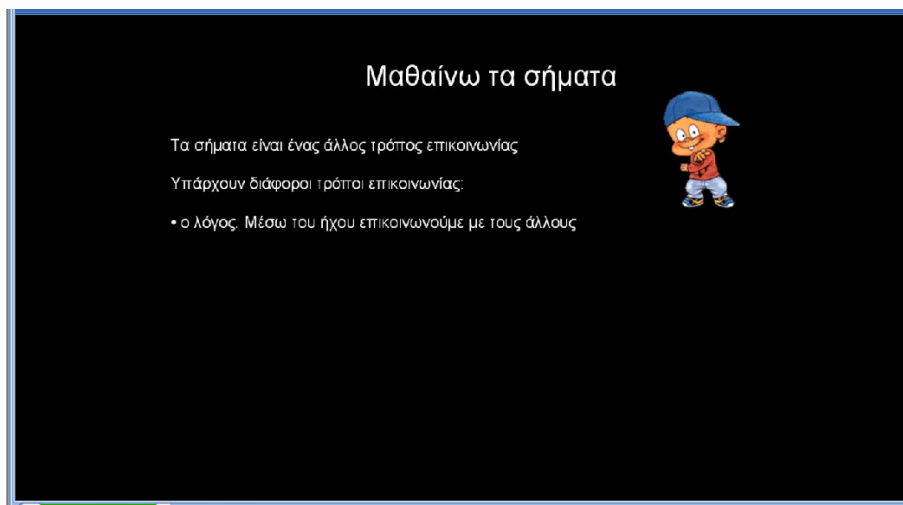 Μαθαίνω τα σήματα
Τα σήματα είναι ένας άλλος τρόπος επικοινωνίας
Υπάρχουν διάφοροι τρόποι επικοινωνίας:
• ο λόγος. Μέσω του ήχου επικοινωνούμε με τους άλλους